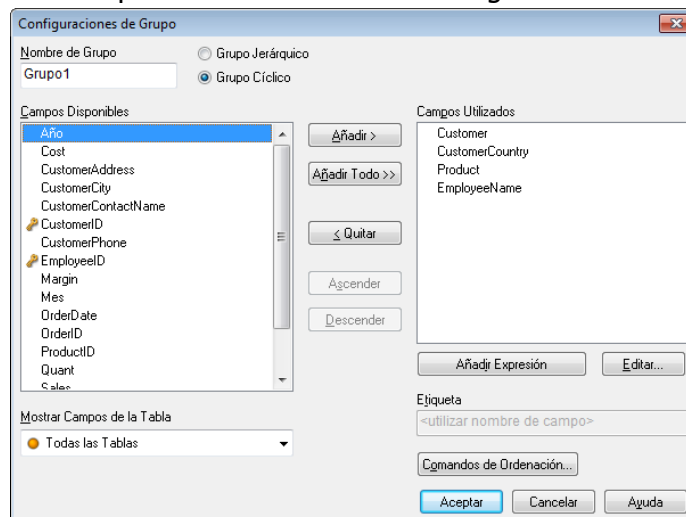 Configuraciones de Grupo
Nombre de Grupo
Grupo1
Grupo Jerárquico
Grupo Cíclico
Campos Disponibles
Año
Cost
CustomerAddress
CustomerCity
CustomerContactName
CustomerID
CustomerPhone
EmployeeID
Margin
Mes
OrderDate
OrderID
ProductID
Quant
Sales
Mostrar Campos de la Tabla
Todas las Tablas
Añadir >
Añadir Todo >>
< Quitar
Ascender
Descender
Campos Utilizados
Customer
CustomerCountry
Product
EmployeeName
Añadir Expresión
Editar...
Etiqueta
<utilizar nombre de campo>
Comandos de Ordenación...
Aceptar
Cancelar
Ayuda